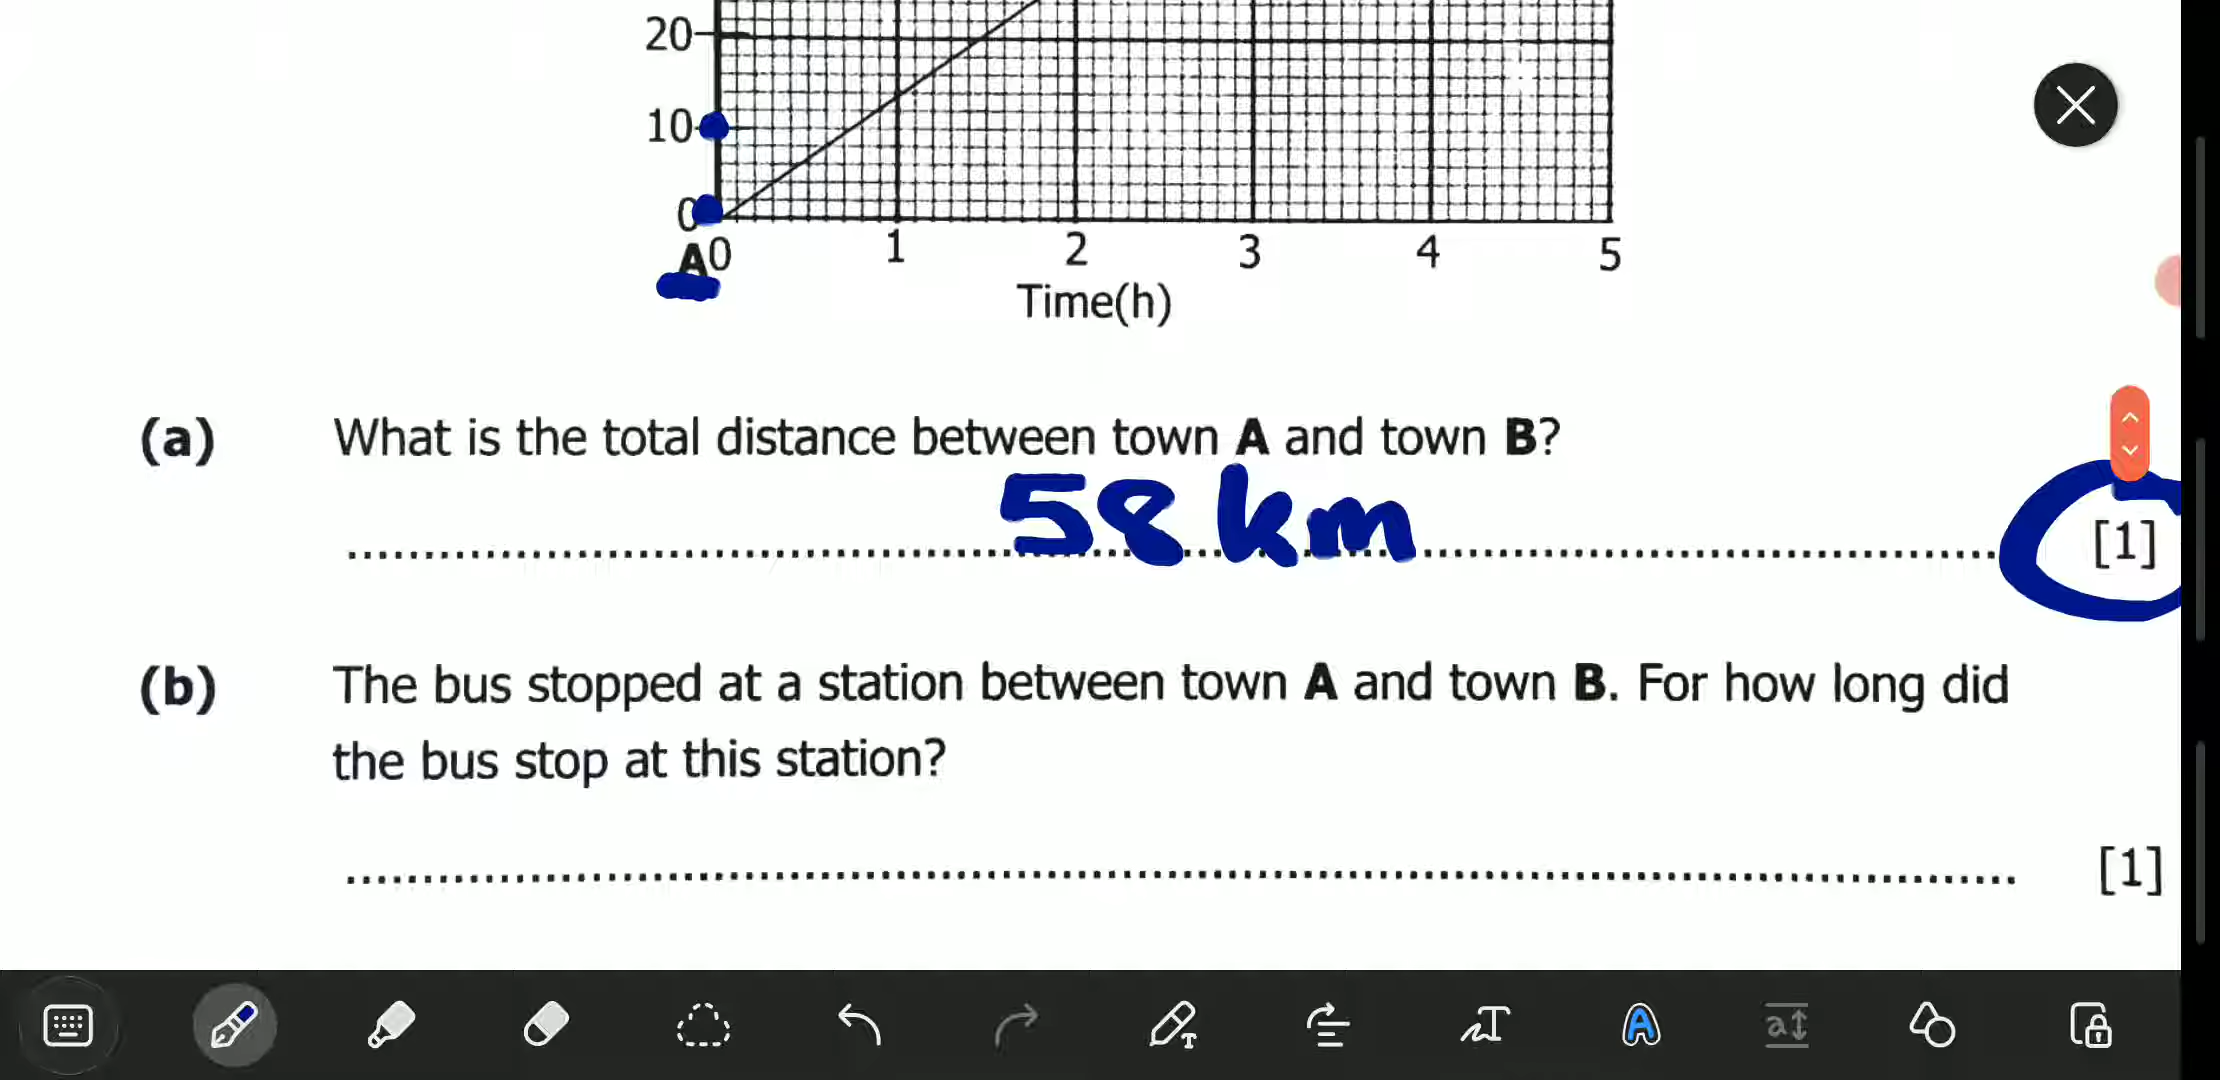 20
10
0
A0 1 2 3 4 5
Time(h)
(a) What is the total distance between town A and town B?
58 km
[1]
(b) The bus stopped at a station between town A and town B. For how long did
the bus stop at this station?
[1]